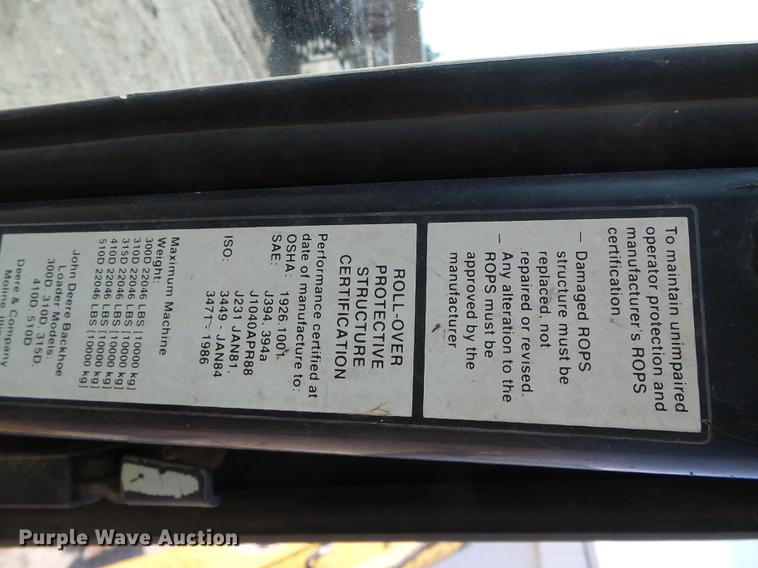 To maintain unimpaired
operator protection and
manufacturer's ROPS
certification.
– Damaged ROPS
structure must be
replaced, not
repaired or revised.
– Any alteration to the
ROPS must be
approved by the
manufacturer
ROLL-OVER
PROTECTIVE
STRUCTURE
CERTIFICATION
Performance certified at
date of manufacture to:
OSHA: 1926.1001.
SAE: J394. 394a
J1040APR88
J231 JAN81.
ISO: 3449 - JAN84
3471 - 1986
Maximum Machine
Weight:
300D 22046 LBS [10000 kg]
310D 22046 LBS [10000 kg]
315D 22046 LBS [10000 kg]
410D 22046 LBS [10000 kg]
510D 22046 LBS [10000 kg]
John Deere Backhoe
Loader Models:
300D, 310D, 315D,
410D, 510D
Deere & Company
Purple Wave Auction